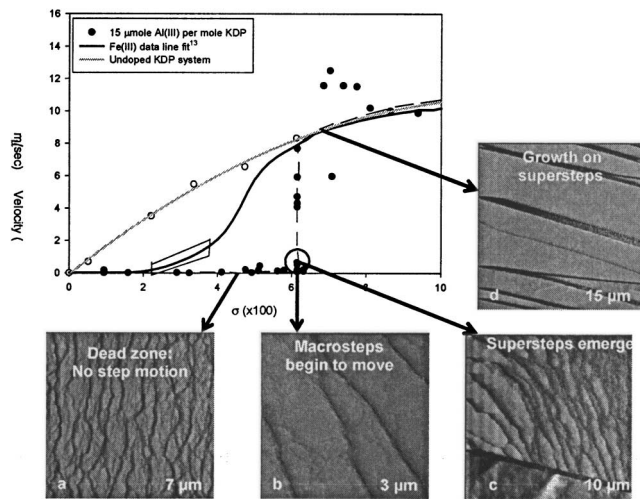 15 μmole Al(III) per mole KDP
Fe(III) data line fit13
Undoped KDP system
16
14
12
10
8
6
4
2
0
m/sec) Velocity (
0 2 4 6 8 10
σ (x100)
Growth on
supersteps
d 15 μm
Dead zone:
No step motion
a 7 μm
Macrosteps
begin to move
b 3 μm
Supersteps emerge
c 10 μm